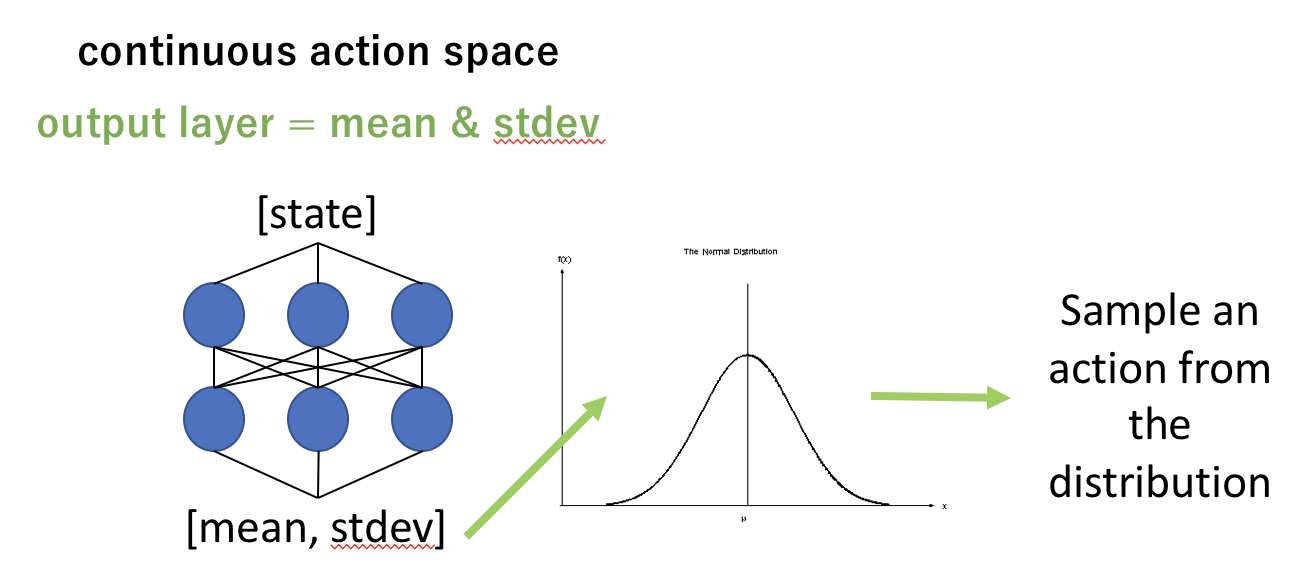 continuous action space
output layer = mean & stdev
[state]
The Normal Distribution
f(x)
Sample an
action from
the
distribution
x
μ
[mean, stdev]